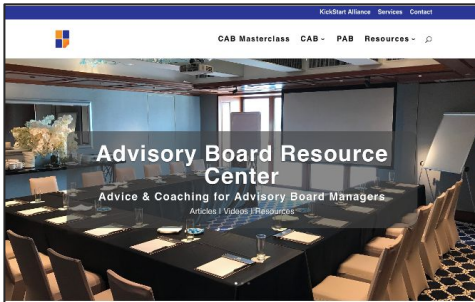 KickStart Alliance Services Contact
CAB Masterclass CAB PAB Resources
Advisory Board Resource
Center
Advice & Coaching for Advisory Board Managers
Articles | Videos | Resources